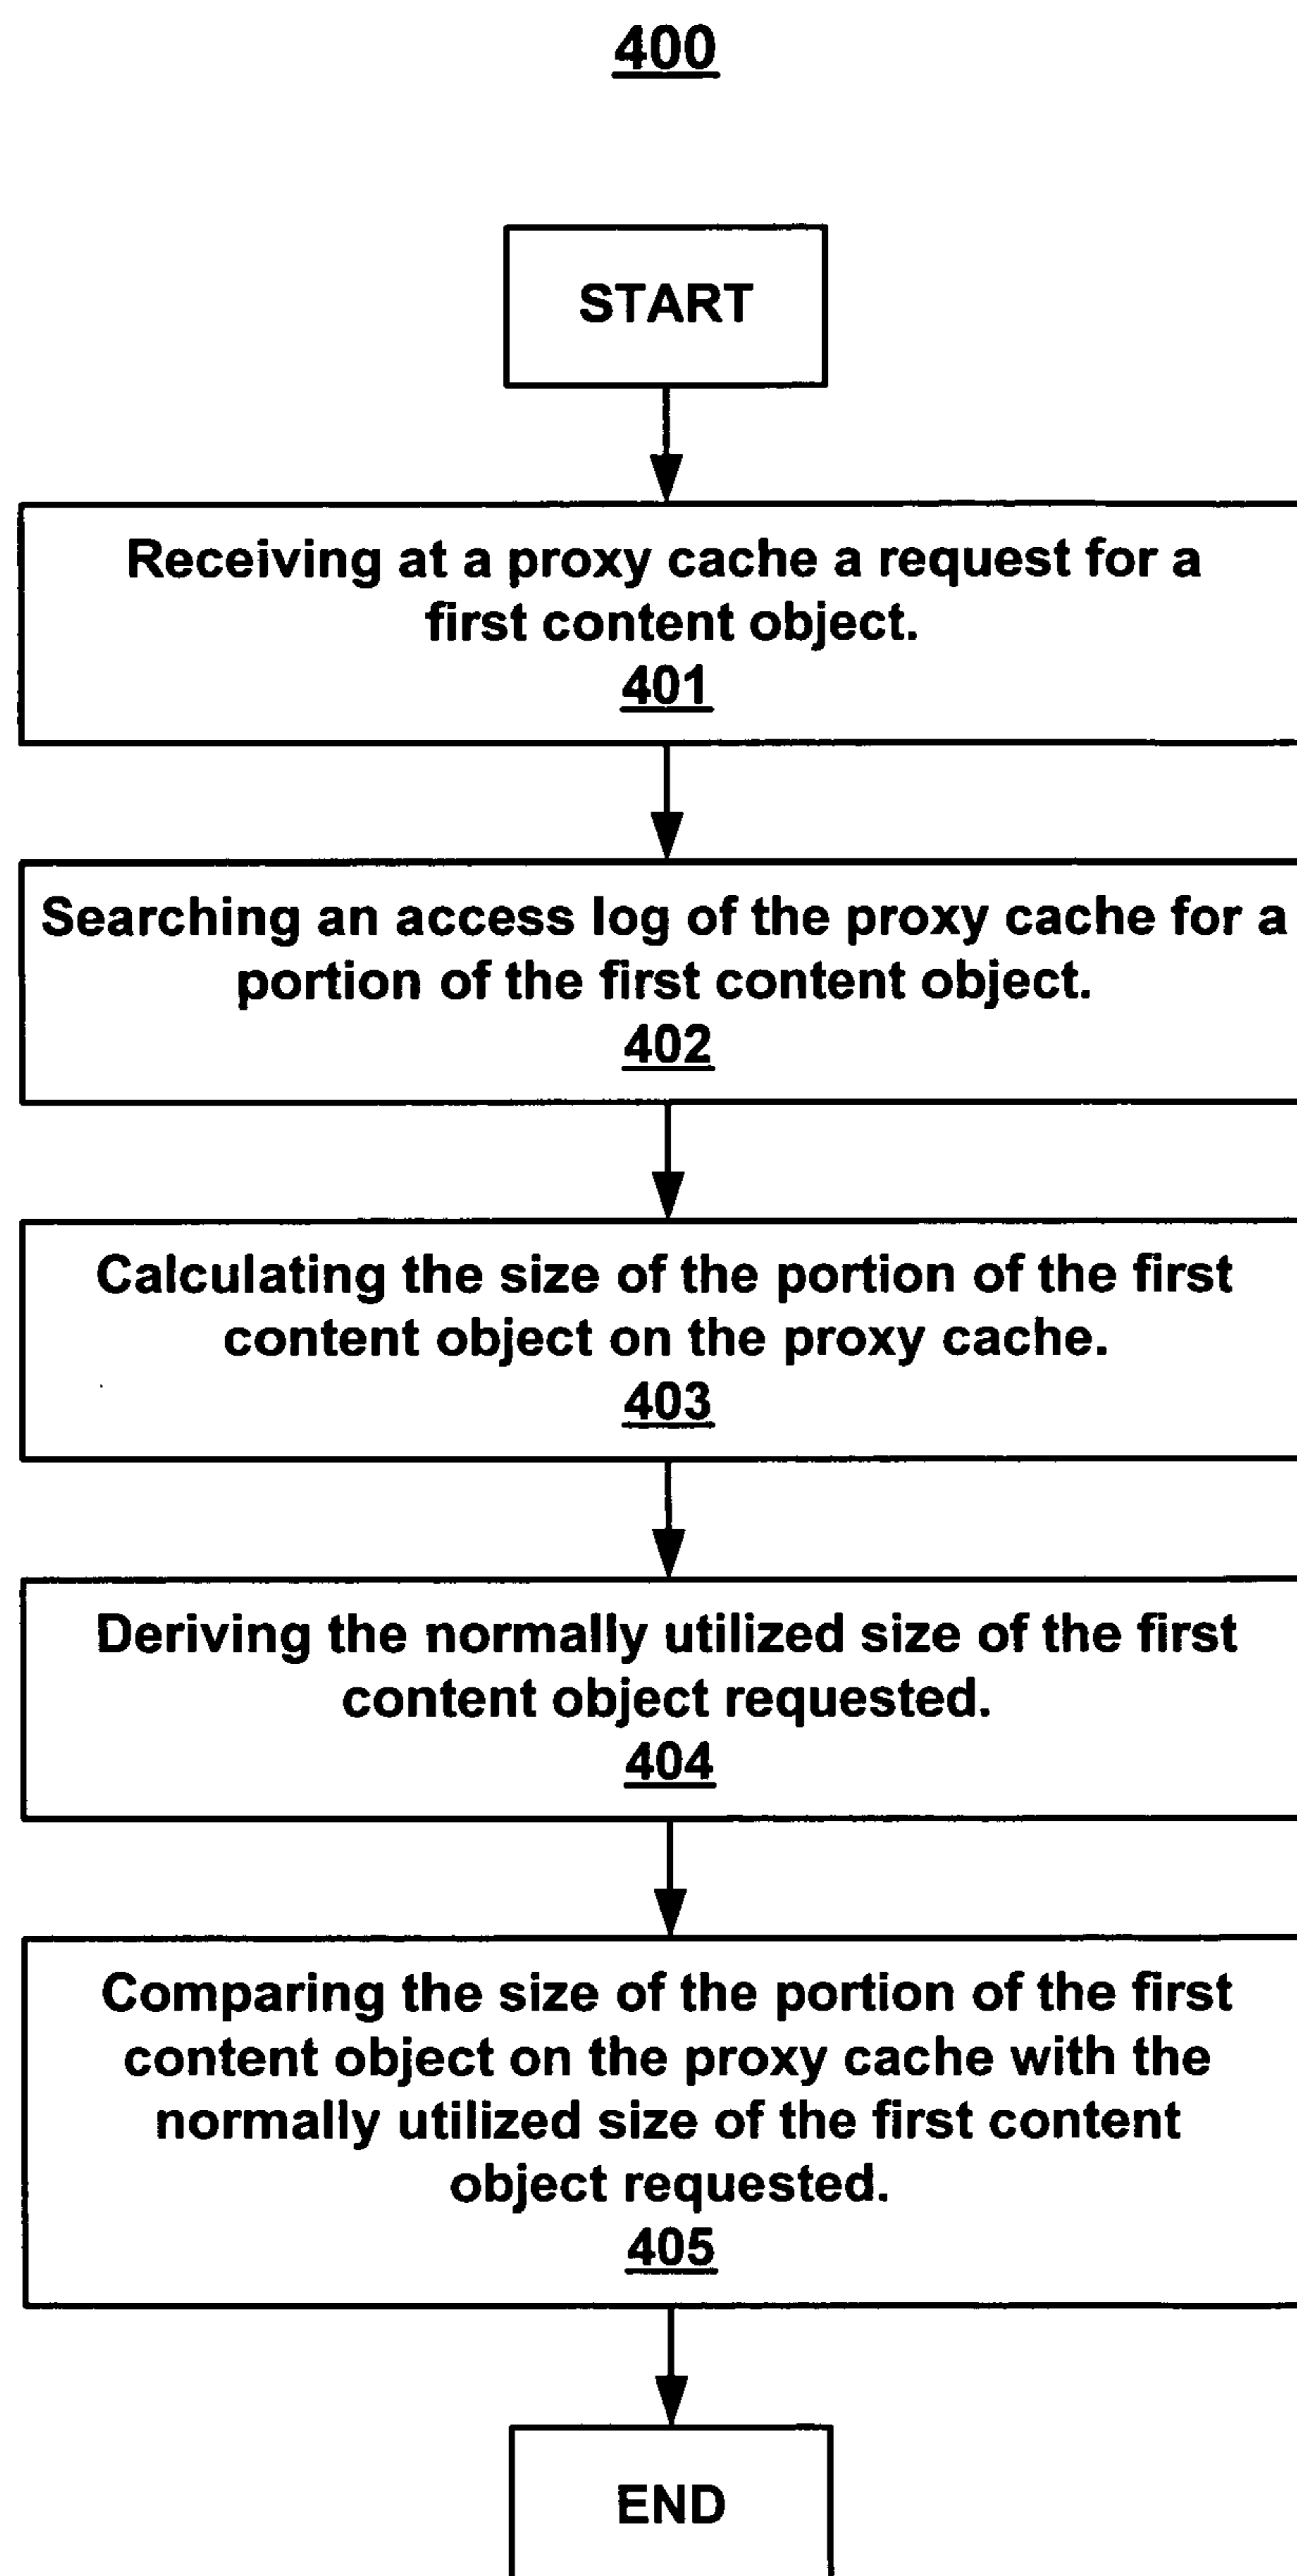 400
START
Receiving at a proxy cache a request for a
first content object.
401
Searching an access log of the proxy cache for a
portion of the first content object.
402
Calculating the size of the portion of the first
content object on the proxy cache.
403
Deriving the normally utilized size of the first
content object requested.
404
Comparing the size of the portion of the first
content object on the proxy cache with the
normally utilized size of the first content
object requested.
405
END